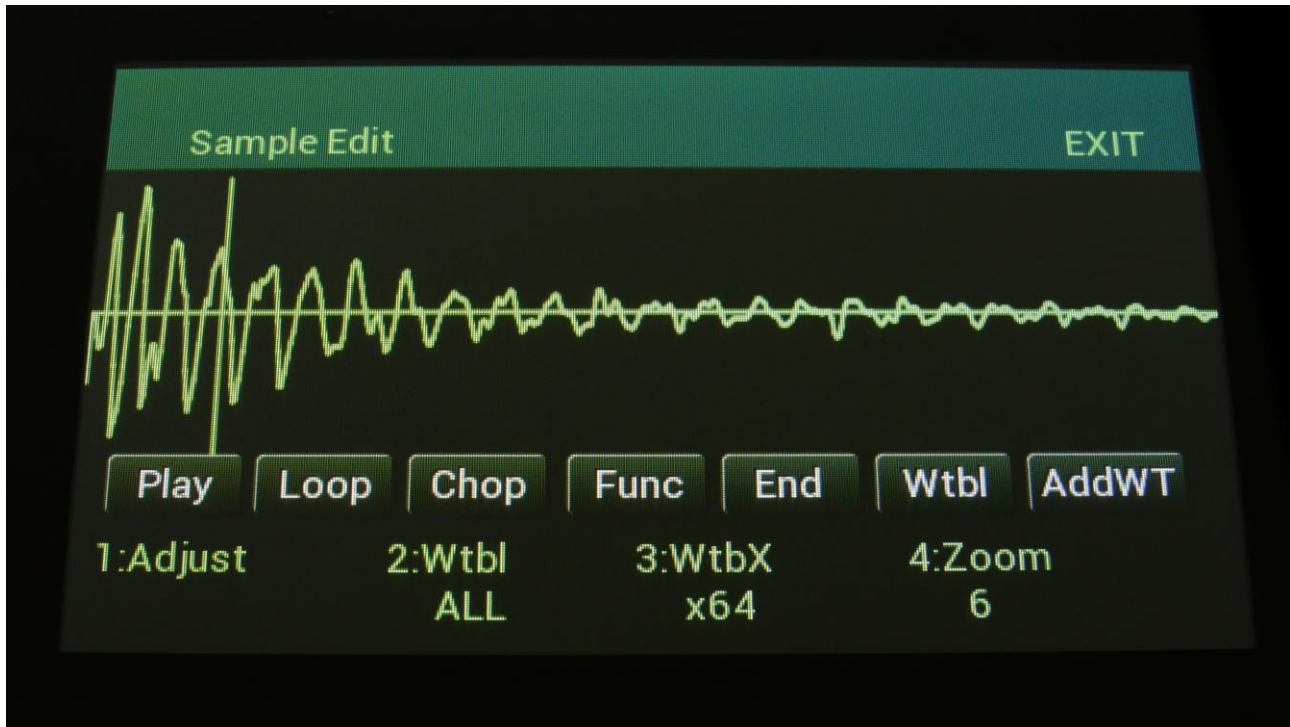 Sample Edit EXIT
Play Loop Chop Func End Wtbl AddWT
1:Adjust 2:Wtbl 3:WtbX 4:Zoom
ALL x64 6